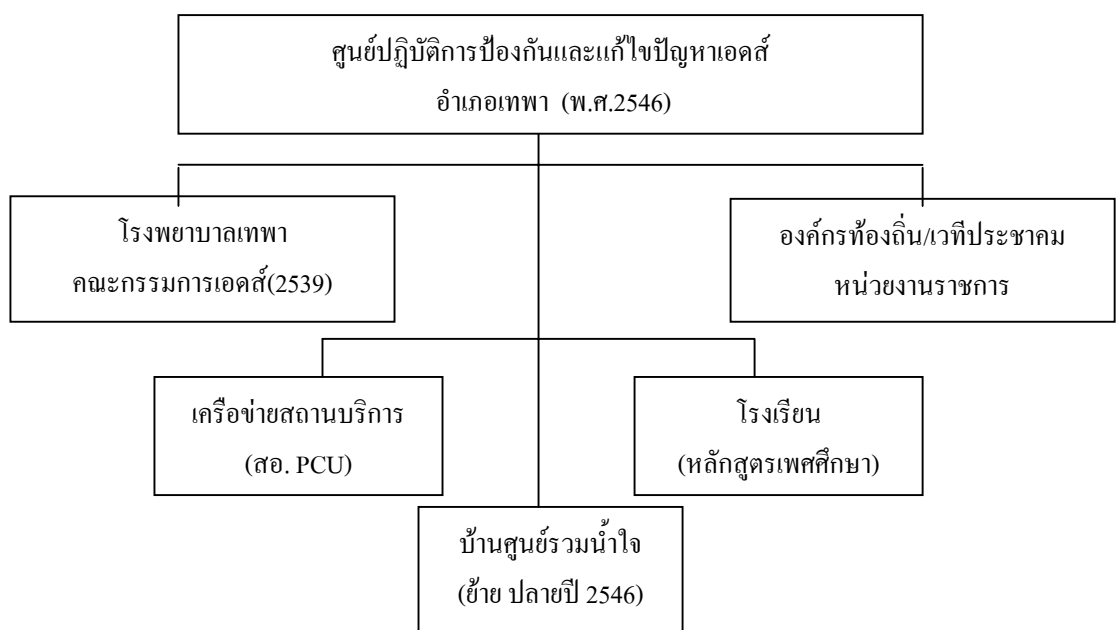 ศูนย์ปฏิบัติการป้องกันและแก้ไขปัญหาเอดส์
อำเภอเทพา (พ.ศ.2546)
โรงพยาบาลเทพา
คณะกรรมการเอดส์(2539)
องค์กรท้องถิ่น/เวทีประชาคม
หน่วยงานราชการ
เครือข่ายสถานบริการ
(สอ. PCU)
โรงเรียน
(หลักสูตรเพศศึกษา)
บ้านศูนย์รวมน้ำใจ
(ย้าย ปลายปี 2546)